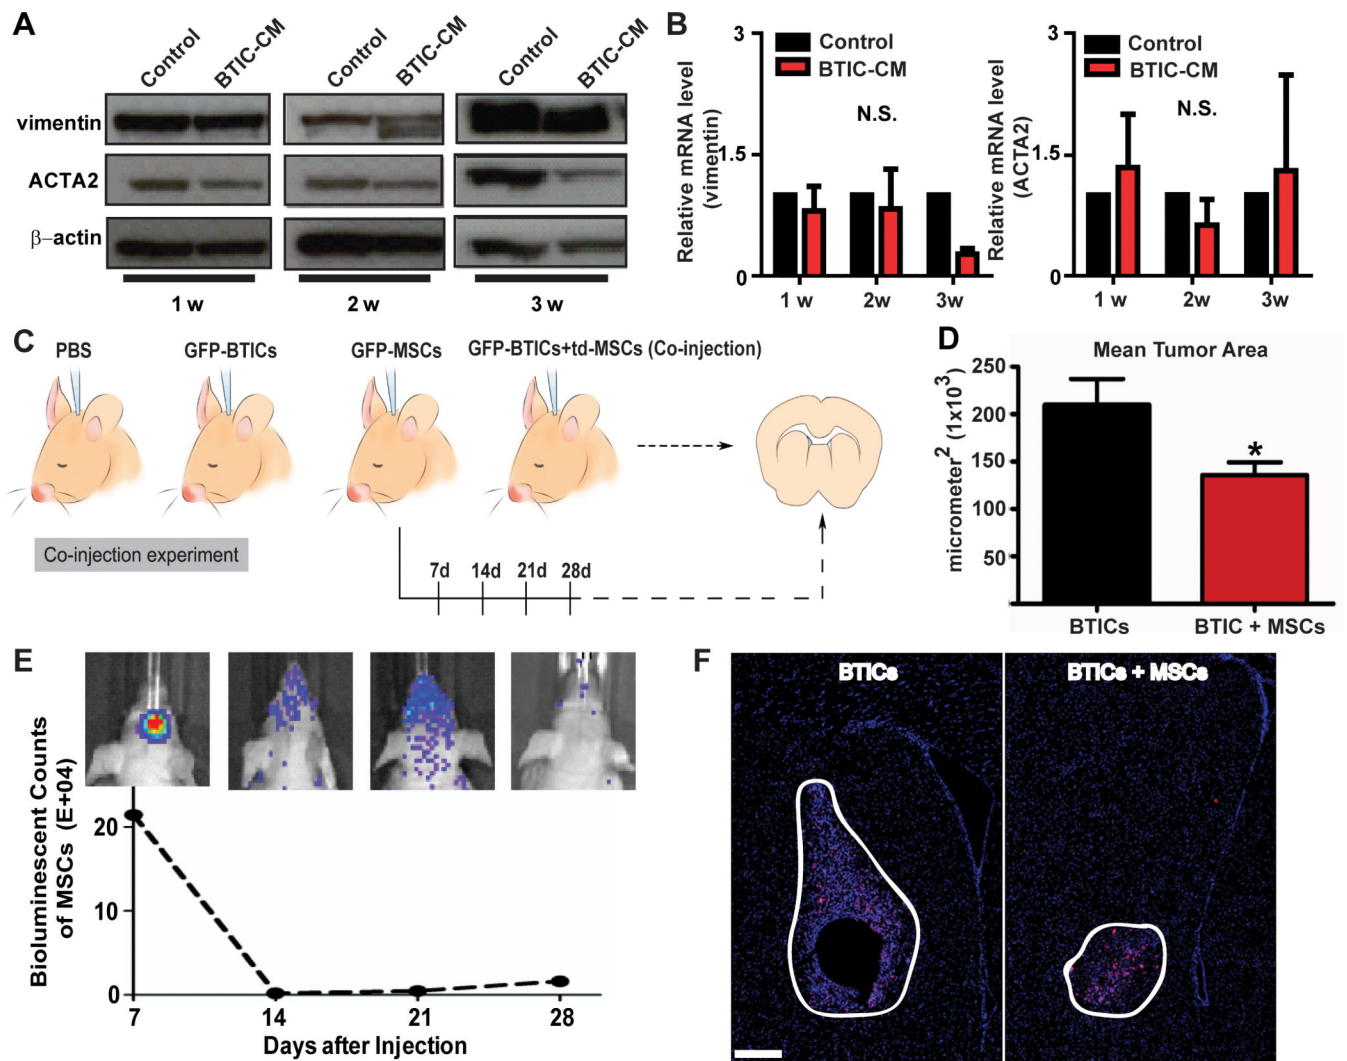 A
Control
BTIC-CM
Control
BTIC-CM
Control
BTIC-CM
vimentin
ACTA2
β–actin
1 w
2 w
3 w
B
Relative mRNA level
(vimentin)
3
1.5
0
Control
BTIC-CM
N.S.
1 w
2w
3w
Relative mRNA level
(ACTA2)
3
1.5
0
Control
BTIC-CM
N.S.
1 w
2w
3w
C
PBS
GFP-BTICs
GFP-MSCs
GFP-BTICs+td-MSCs (Co-injection)
Co-injection experiment
7d
14d
21d
28d
D
Mean Tumor Area
micrometer² (1x10³)
250
200
150
100
50
*
BTICs
BTIC + MSCs
E
Bioluminescent Counts
of MSCs (E+04)
20
10
0
7
14
21
28
Days after Injection
F
BTICs
BTICs + MSCs